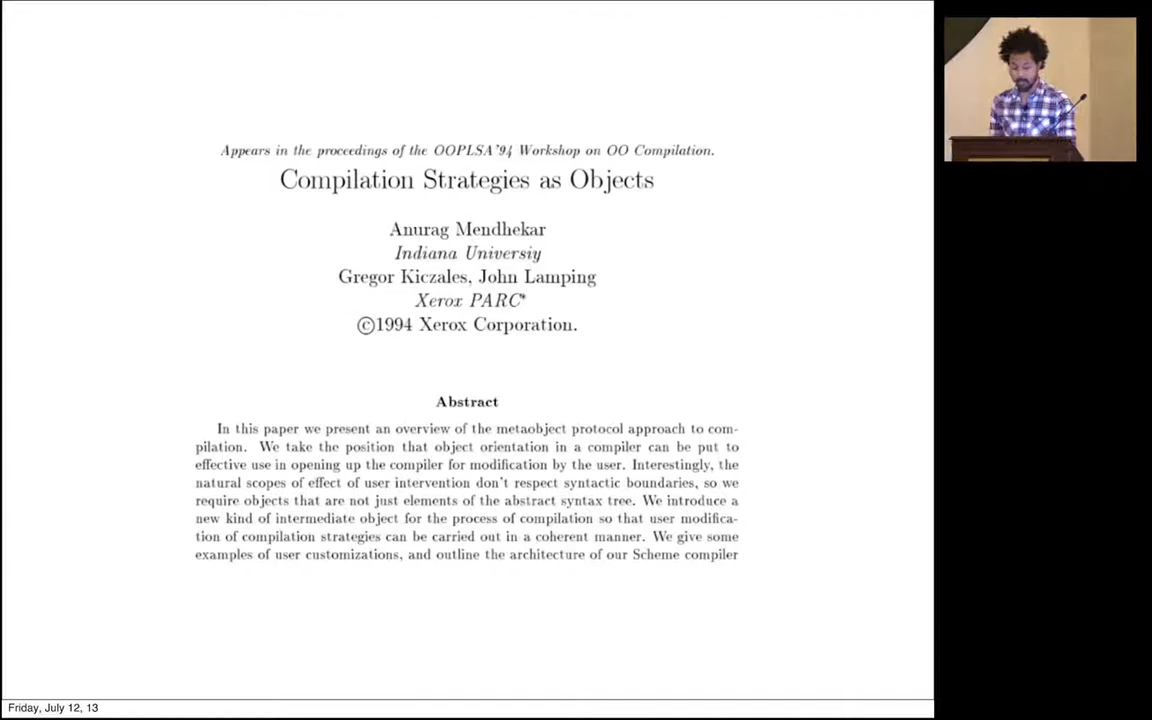 Appears in the proceedings of the OOPLSA'94 Workshop on OO Compilation.
Compilation Strategies as Objects
Anurag Mendhekar
Indiana Universiy
Gregor Kiczales, John Lamping
Xerox PARC*
©1994 Xerox Corporation.
Abstract
In this paper we present an overview of the metaobject protocol approach to com-
pilation. We take the position that object orientation in a compiler can be put to
effective use in opening up the compiler for modification by the user. Interestingly, the
natural scopes of effect of user intervention don't respect syntactic boundaries, so we
require objects that are not just elements of the abstract syntax tree. We introduce a
new kind of intermediate object for the process of compilation so that user modifica-
tion of compilation strategies can be carried out in a coherent manner. We give some
examples of user customizations, and outline the architecture of our Scheme compiler
Friday, July 12, 13